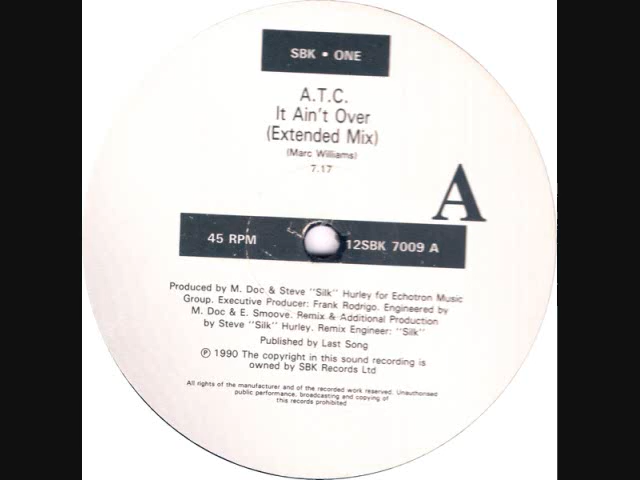 SBK • ONE
A.T.C.
It Ain't Over
(Extended Mix)
(Marc Williams)
7.17
A
45 RPM
12SBK 7009 A
Produced by M. Doc & Steve "Silk" Hurley for Echotron Music
Group. Executive Producer: Frank Rodrigo. Engineered by
M. Doc & E. Smoove. Remix & Additional Production
by Steve "Silk" Hurley. Remix Engineer: "Silk"
Published by Last Song
Ⓟ 1990 The copyright in this sound recording is
owned by SBK Records Ltd
All rights of the manufacturer and of the recorded work reserved. Unauthorised
public performance, broadcasting and copying of
this records prohibited